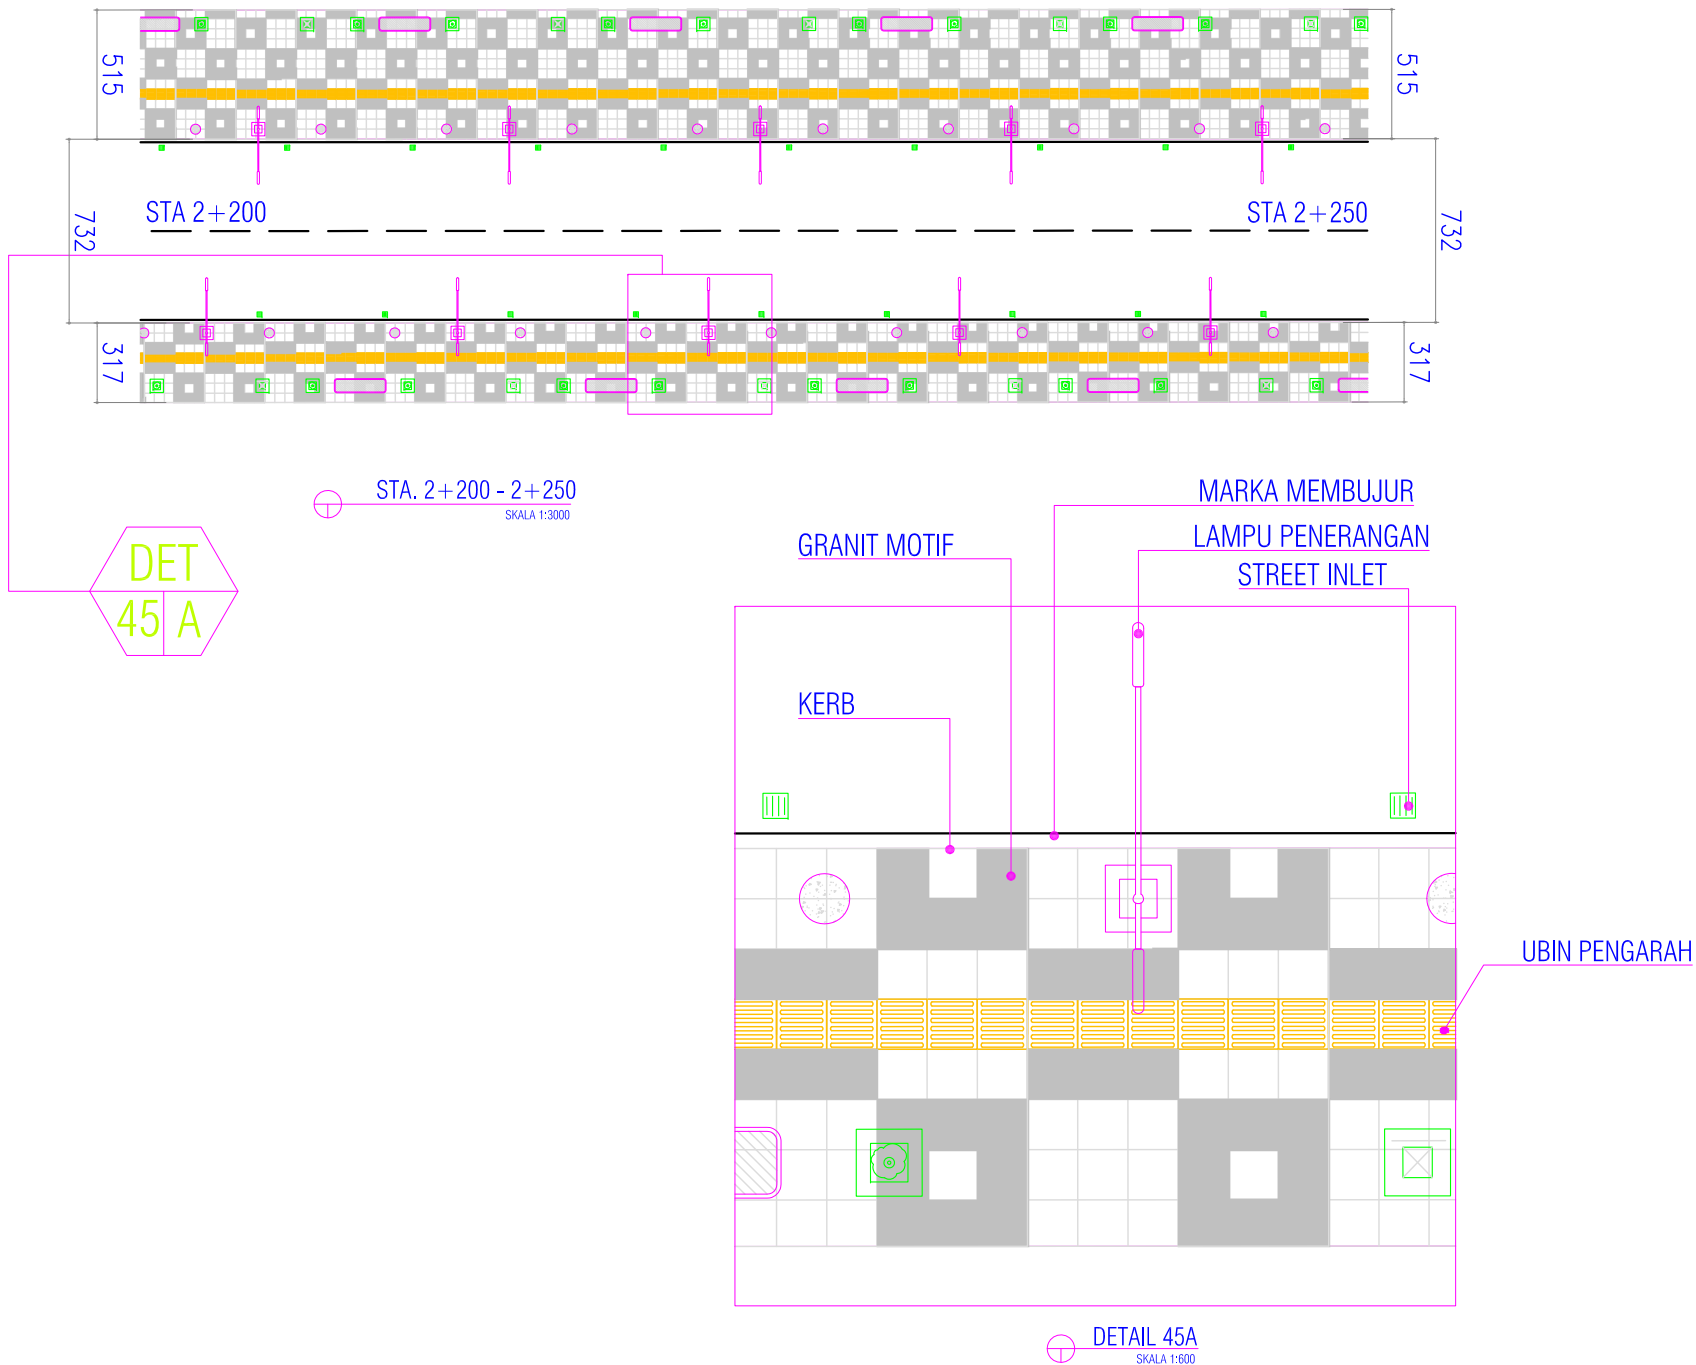 515
515
732
STA 2+200
STA 2+250
732
317
317
STA. 2+200 - 2+250
SKALA 1:3000
DET
45 A
MARKA MEMBUJUR
LAMPU PENERANGAN
GRANIT MOTIF
STREET INLET
KERB
UBIN PENGARAH
DETAIL 45A
SKALA 1:600